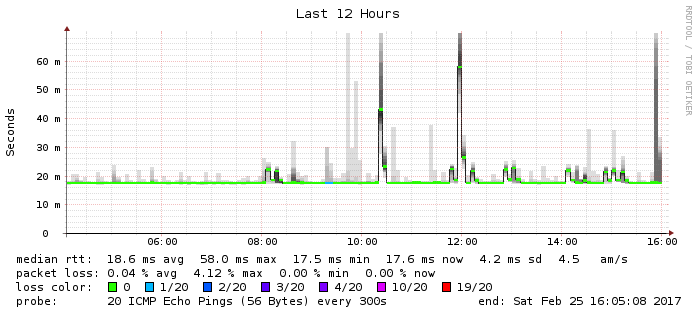 Last 12 Hours
RRDTOOL / TOBI OETIKER
Seconds
60 m
50 m
40 m
30 m
20 m
10 m
0
06:00 08:00 10:00 12:00 14:00 16:00
median rtt: 18.6 ms avg 58.0 ms max 17.5 ms min 17.6 ms now 4.2 ms sd 4.5 am/s
packet loss: 0.04 % avg 4.12 % max 0.00 % min 0.00 % now
loss color: 0 1/20 2/20 3/20 4/20 10/20 19/20
probe: 20 ICMP Echo Pings (56 Bytes) every 300s end: Sat Feb 25 16:05:08 2017